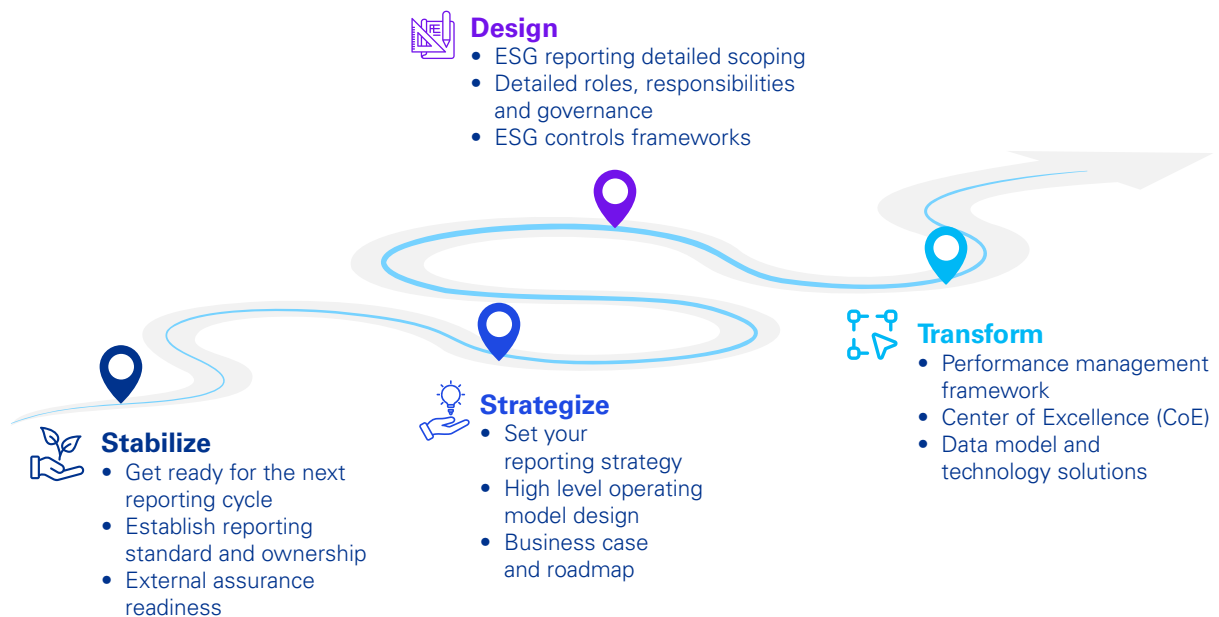 Design
• ESG reporting detailed scoping
• Detailed roles, responsibilities
and governance
• ESG controls frameworks
Stabilize
• Get ready for the next
reporting cycle
• Establish reporting
standard and ownership
• External assurance
readiness
Strategize
• Set your
reporting strategy
• High level operating
model design
• Business case
and roadmap
Transform
• Performance management
framework
• Center of Excellence (CoE)
• Data model and
technology solutions